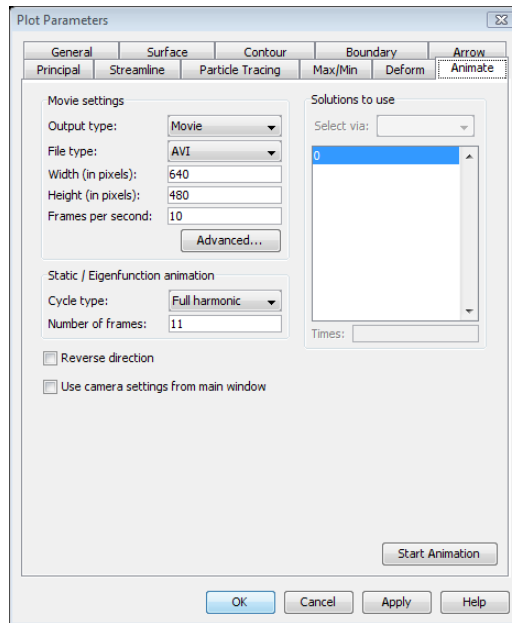 Plot Parameters
General Surface Contour Boundary Arrow
Principal Streamline Particle Tracing Max/Min Deform Animate
Movie settings
Output type: Movie
File type: AVI
Width (in pixels): 640
Height (in pixels): 480
Frames per second: 10
Advanced...
Static / Eigenfunction animation
Cycle type: Full harmonic
Number of frames: 11
Reverse direction
Use camera settings from main window
Solutions to use
Select via:
0
Times:
Start Animation
OK Cancel Apply Help